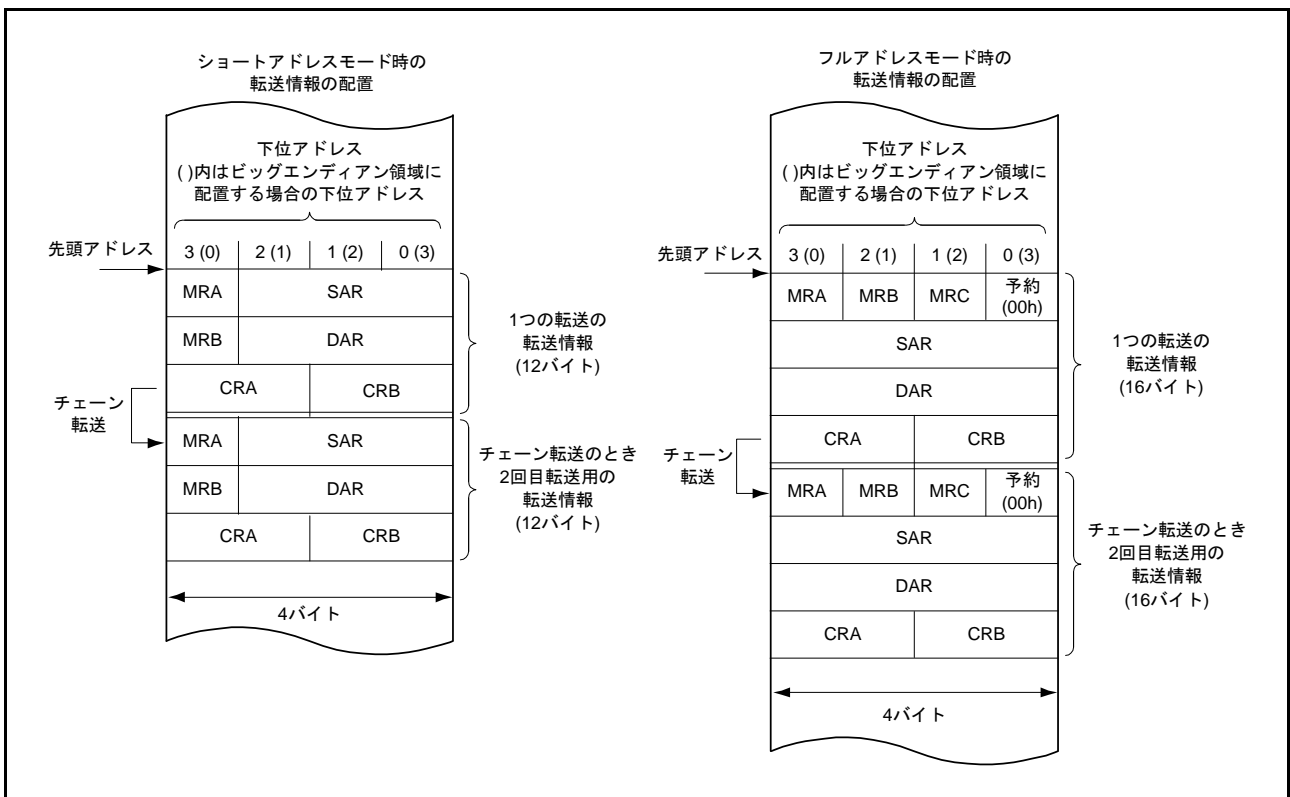 ショートアドレスモード時の
転送情報の配置
下位アドレス
( )内はビッグエンディアン領域に
配置する場合の下位アドレス
先頭アドレス
3 (0) 2 (1) 1 (2) 0 (3)
MRA SAR
MRB DAR
CRA CRB
1つの転送の
転送情報
(12バイト)
チェーン
転送
MRA SAR
MRB DAR
CRA CRB
チェーン転送のとき
2回目転送用の
転送情報
(12バイト)
4バイト
フルアドレスモード時の
転送情報の配置
下位アドレス
( )内はビッグエンディアン領域に
配置する場合の下位アドレス
先頭アドレス
3 (0) 2 (1) 1 (2) 0 (3)
MRA MRB MRC 予約
(00h)
SAR
DAR
CRA CRB
1つの転送の
転送情報
(16バイト)
チェーン
転送
MRA MRB MRC 予約
(00h)
SAR
DAR
CRA CRB
チェーン転送のとき
2回目転送用の
転送情報
(16バイト)
4バイト